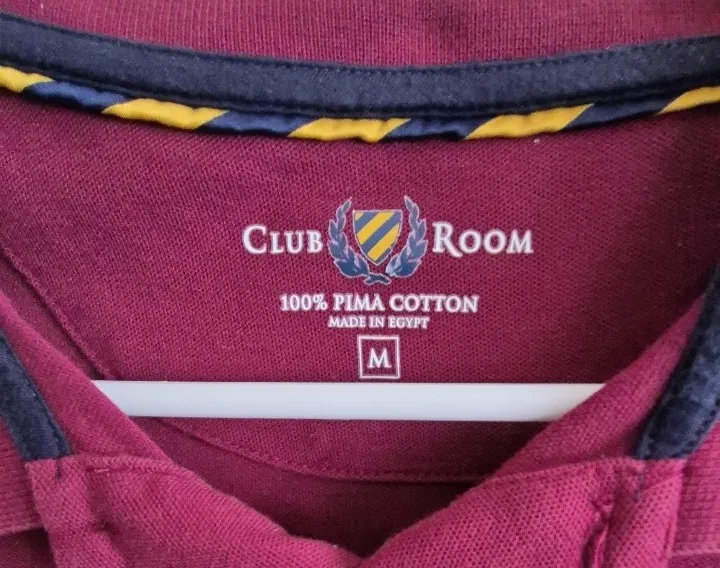 CLUB ROOM
100% PIMA COTTON
MADE IN EGYPT
M